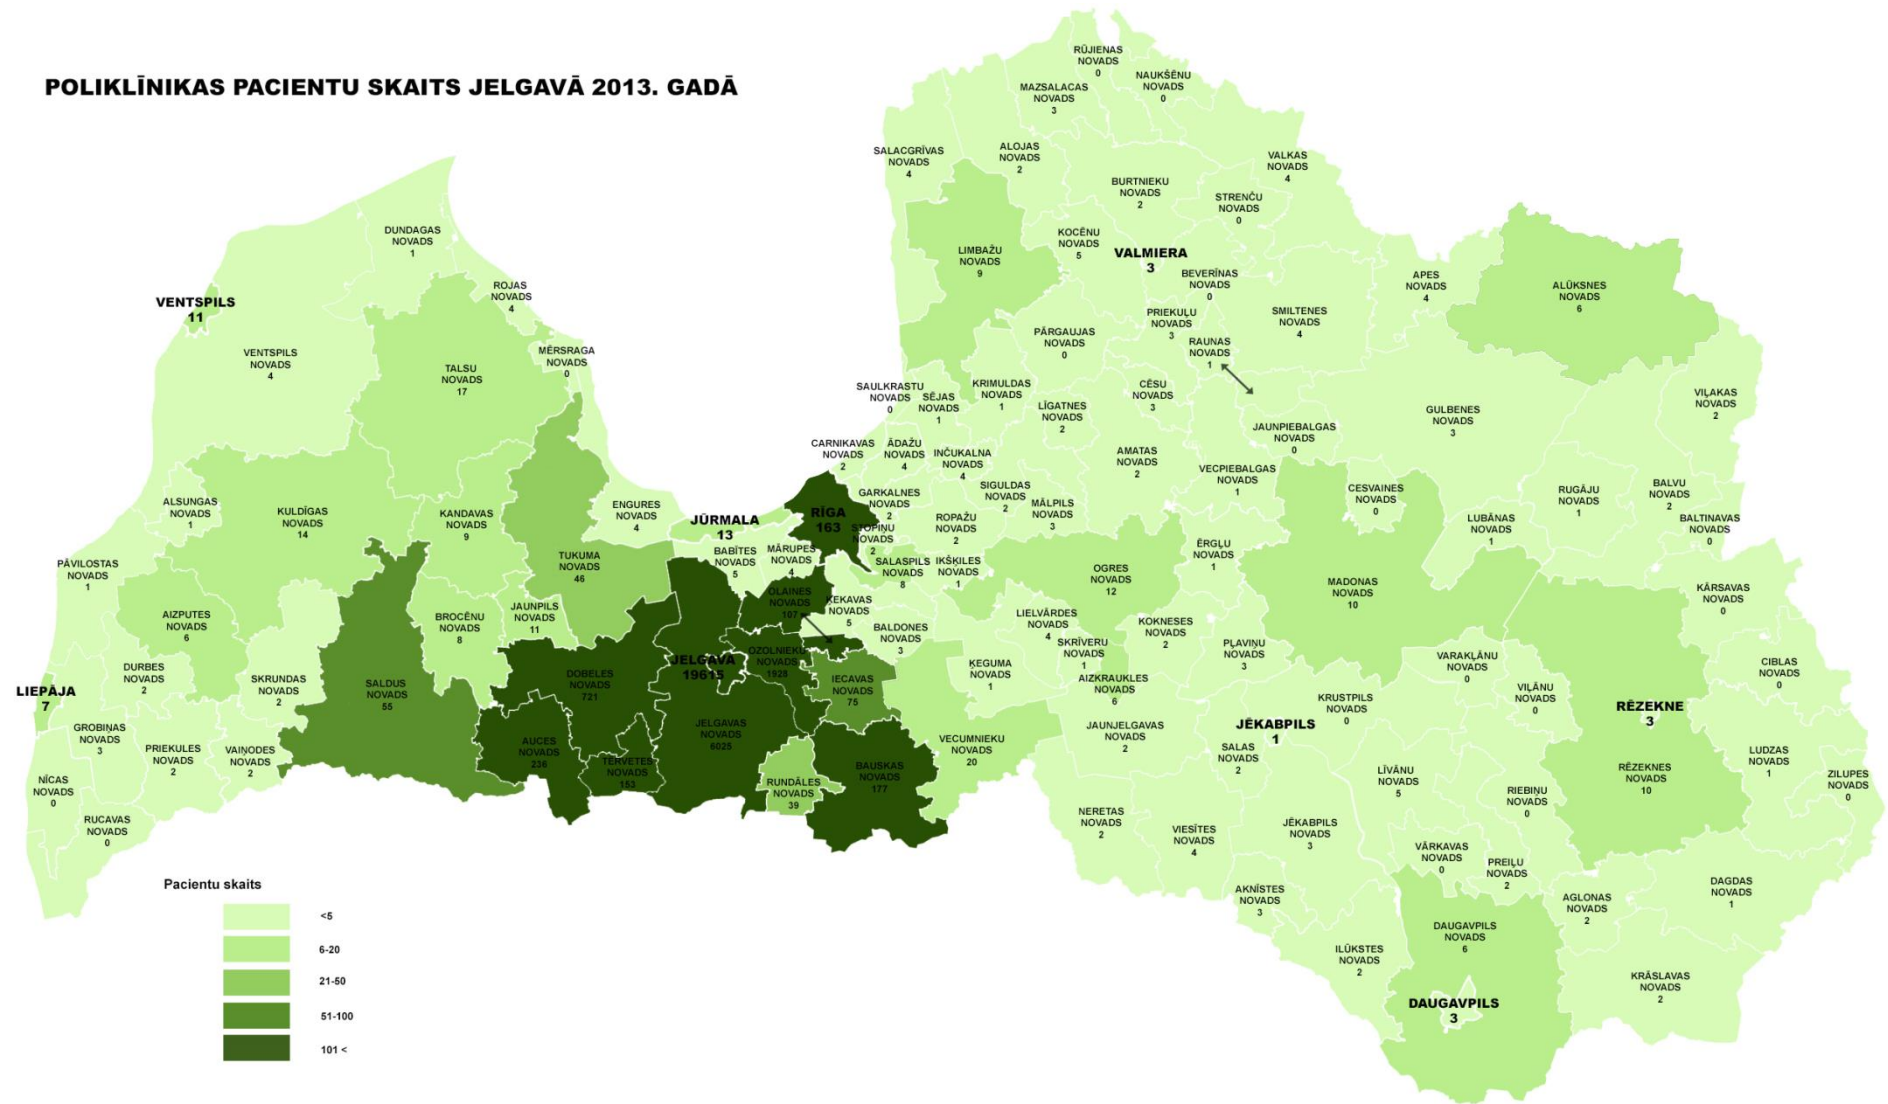 POLIKLĪNIKAS PACIENTU SKAITS JELGAVĀ 2013. GADĀ
RŪJIENAS
NOVADS
0
NAUKŠĒNU
NOVADS
0
MAZSALACAS
NOVADS
3
SALACGRĪVAS
NOVADS
4
ALOJAS
NOVADS
2
VALKAS
NOVADS
4
BURTNIEKU
NOVADS
2
STRENČU
NOVADS
0
DUNDAGAS
NOVADS
1
LIMBAŽU
NOVADS
9
KOCĒNU
NOVADS
5
VALMIERA
3
BEVERĪNAS
NOVADS
0
APES
NOVADS
4
ALŪKSNES
NOVADS
6
ROJAS
NOVADS
4
VENTSPILS
11
PRIEKUĻU
NOVADS
3
SMILTENES
NOVADS
4
PĀRGAUJAS
NOVADS
0
RAUNAS
NOVADS
1
VENTSPILS
NOVADS
4
MĒRSRAGA
NOVADS
0
TALSU
NOVADS
17
SAULKRASTU
NOVADS
0
SĒJAS
NOVADS
1
KRIMULDAS
NOVADS
1
LĪGATNES
NOVADS
2
CĒSU
NOVADS
3
GULBENES
NOVADS
3
VIĻAKAS
NOVADS
2
JAUNPIEBALGAS
NOVADS
0
CARNIKAVAS
NOVADS
2
ĀDAŽU
NOVADS
4
INČUKALNA
NOVADS
4
AMATAS
NOVADS
2
VECPIEBALGAS
NOVADS
1
SIGULDAS
NOVADS
2
MĀLPILS
NOVADS
3
CESVAINES
NOVADS
0
RUGĀJU
NOVADS
1
BALVU
NOVADS
2
BALTINAVAS
NOVADS
0
LUBĀNAS
NOVADS
1
ALSUNGAS
NOVADS
1
KULDĪGAS
NOVADS
14
KANDAVAS
NOVADS
9
ENGURES
NOVADS
4
JŪRMALA
13
RĪGA
163
GARKALNES
NOVADS
2
STOPIŅU
NOVADS
2
ROPAŽU
NOVADS
2
ĒRGĻU
NOVADS
1
TUKUMA
NOVADS
46
BABĪTES
NOVADS
5
MĀRUPES
NOVADS
4
SALASPILS
NOVADS
8
IKŠĶILES
NOVADS
1
OGRES
NOVADS
12
MADONAS
NOVADS
10
KĀRSAVAS
NOVADS
0
PĀVILOSTAS
NOVADS
1
AIZPUTES
NOVADS
6
BROCĒNU
NOVADS
8
JAUNPILS
NOVADS
11
OLAINES
NOVADS
107
ĶEKAVAS
NOVADS
5
BALDONES
NOVADS
3
LIELVĀRDES
NOVADS
4
SKRĪVERU
NOVADS
1
KOKNESES
NOVADS
2
PĻAVIŅU
NOVADS
3
VARAKĻĀNU
NOVADS
0
VIĻĀNU
NOVADS
0
CIBLAS
NOVADS
0
LIEPĀJA
7
DURBES
NOVADS
2
SKRUNDAS
NOVADS
2
SALDUS
NOVADS
55
DOBELES
NOVADS
721
JELGAVA
19615
OZOLNIEKU
NOVADS
1928
IECAVAS
NOVADS
75
ĶEGUMA
NOVADS
1
AIZKRAUKLES
NOVADS
6
KRUSTPILS
NOVADS
0
RĒZEKNE
3
GROBIŅAS
NOVADS
3
PRIEKULES
NOVADS
2
VAIŅODES
NOVADS
2
AUCES
NOVADS
236
TĒRVETES
NOVADS
153
JELGAVAS
NOVADS
6025
RUNDĀLES
NOVADS
39
BAUSKAS
NOVADS
177
VECUMNIEKU
NOVADS
20
JAUNJELGAVAS
NOVADS
2
JĒKABPILS
1
SALAS
NOVADS
2
LĪVĀNU
NOVADS
5
RIEBIŅU
NOVADS
0
RĒZEKNES
NOVADS
10
LUDZAS
NOVADS
1
ZILUPES
NOVADS
0
NĪCAS
NOVADS
0
RUCAVAS
NOVADS
0
NERETAS
NOVADS
2
VIESĪTES
NOVADS
4
JĒKABPILS
NOVADS
3
VĀRKAVAS
NOVADS
0
PREIĻU
NOVADS
2
AKNĪSTES
NOVADS
3
AGLONAS
NOVADS
2
DAGDAS
NOVADS
1
ILŪKSTES
NOVADS
2
DAUGAVPILS
NOVADS
6
KRĀSLAVAS
NOVADS
2
DAUGAVPILS
3
Pacientu skaits
<5
6-20
21-50
51-100
101 <